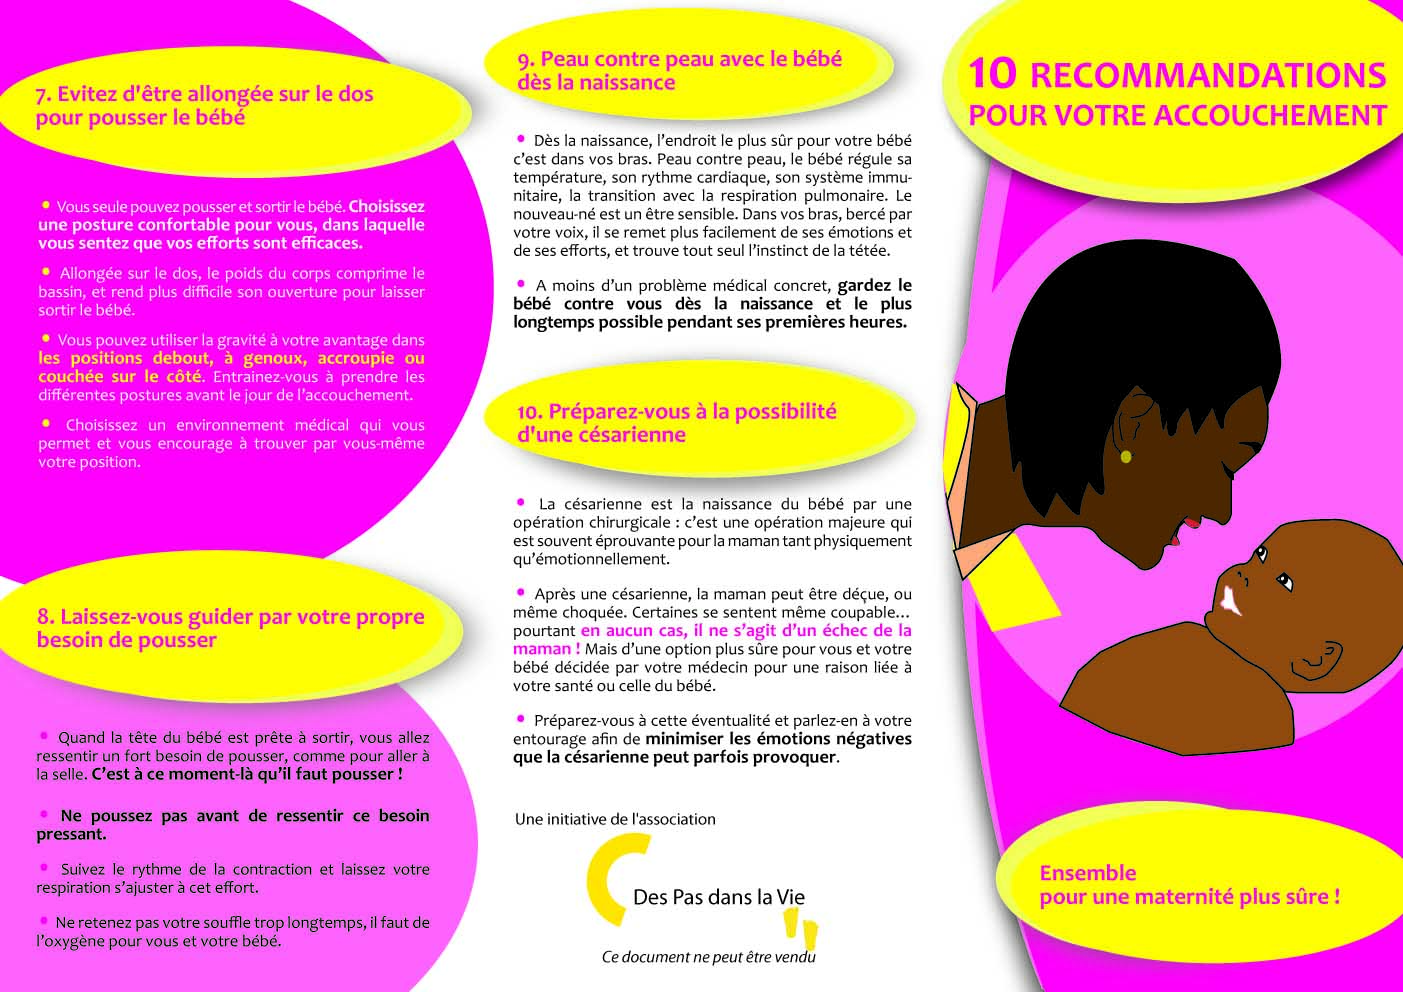 7. Evitez d'être allongée sur le dos
pour pousser le bébé
• Vous seule pouvez pousser et sortir le bébé. Choisissez
une posture confortable pour vous, dans laquelle
vous sentez que vos efforts sont efficaces.
• Allongée sur le dos, le poids du corps comprime le
bassin, et rend plus difficile son ouverture pour laisser
sortir le bébé.
• Vous pouvez utiliser la gravité à votre avantage dans
les positions debout, à genoux, accroupie ou
couchée sur le côté. Entrainez-vous à prendre les
différentes postures avant le jour de l'accouchement.
• Choisissez un environnement médical qui vous
permet et vous encourage à trouver par vous-même
votre position.
8. Laissez-vous guider par votre propre
besoin de pousser
• Quand la tête du bébé est prête à sortir, vous allez
ressentir un fort besoin de pousser, comme pour aller à
la selle. C'est à ce moment-là qu'il faut pousser !
• Ne poussez pas avant de ressentir ce besoin
pressant.
• Suivez le rythme de la contraction et laissez votre
respiration s'ajuster à cet effort.
• Ne retenez pas votre souffle trop longtemps, il faut de
l'oxygène pour vous et votre bébé.
9. Peau contre peau avec le bébé
dès la naissance
• Dès la naissance, l'endroit le plus sûr pour votre bébé
c'est dans vos bras. Peau contre peau, le bébé régule sa
température, son rythme cardiaque, son système immu-
nitaire, la transition avec la respiration pulmonaire. Le
nouveau-né est un être sensible. Dans vos bras, bercé par
votre voix, il se remet plus facilement de ses émotions et
de ses efforts, et trouve tout seul l'instinct de la tétée.
• A moins d'un problème médical concret, gardez le
bébé contre vous dès la naissance et le plus
longtemps possible pendant ses premières heures.
10. Préparez-vous à la possibilité
d'une césarienne
• La césarienne est la naissance du bébé par une
opération chirurgicale : c'est une opération majeure qui
est souvent éprouvante pour la maman tant physiquement
qu'émotionnellement.
• Après une césarienne, la maman peut être déçue, ou
même choquée. Certaines se sentent même coupable...
pourtant en aucun cas, il ne s'agit d'un échec de la
maman ! Mais d'une option plus sûre pour vous et votre
bébé décidée par votre médecin pour une raison liée à
votre santé ou celle du bébé.
• Préparez-vous à cette éventualité et parlez-en à votre
entourage afin de minimiser les émotions négatives
que la césarienne peut parfois provoquer.
Une initiative de l'association
Des Pas dans la Vie
Ce document ne peut être vendu
10 RECOMMANDATIONS
POUR VOTRE ACCOUCHEMENT
Ensemble
pour une maternité plus sûre !